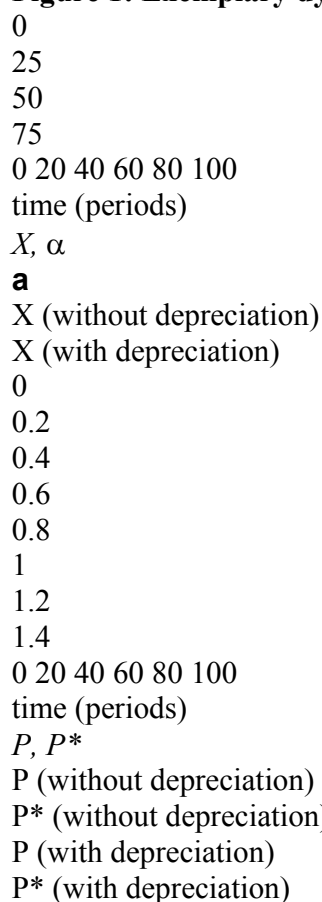 0
25
50
75
0 20 40 60 80 100
time (periods)
X, α
a
X (without depreciation)
X (with depreciation)
0
0.2
0.4
0.6
0.8
1
1.2
1.4
0 20 40 60 80 100
time (periods)
P, P*
P (without depreciation)
P* (without depreciation
P (with depreciation)
P* (with depreciation)